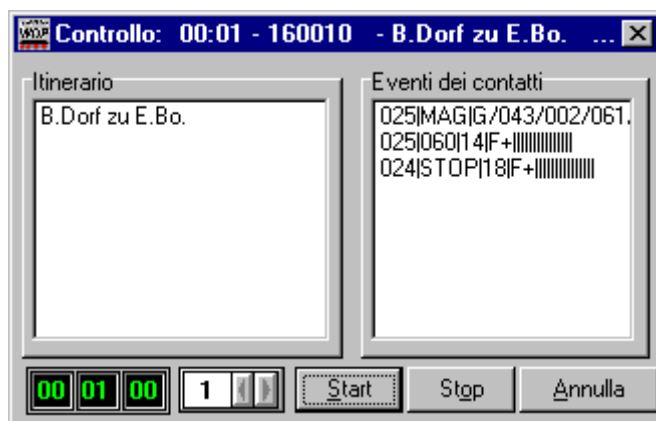 Controllo: 00:01 - 160010 - B.Dorf zu E.Bo. ...
Itinerario
B.Dorf zu E.Bo.
Eventi dei contatti
025|MAG|G/043/002/061.
025|060|14|F+||||||||||||||
024|STOP|18|F+||||||||||||||
00 01 00
1
Start
Stop
Annulla